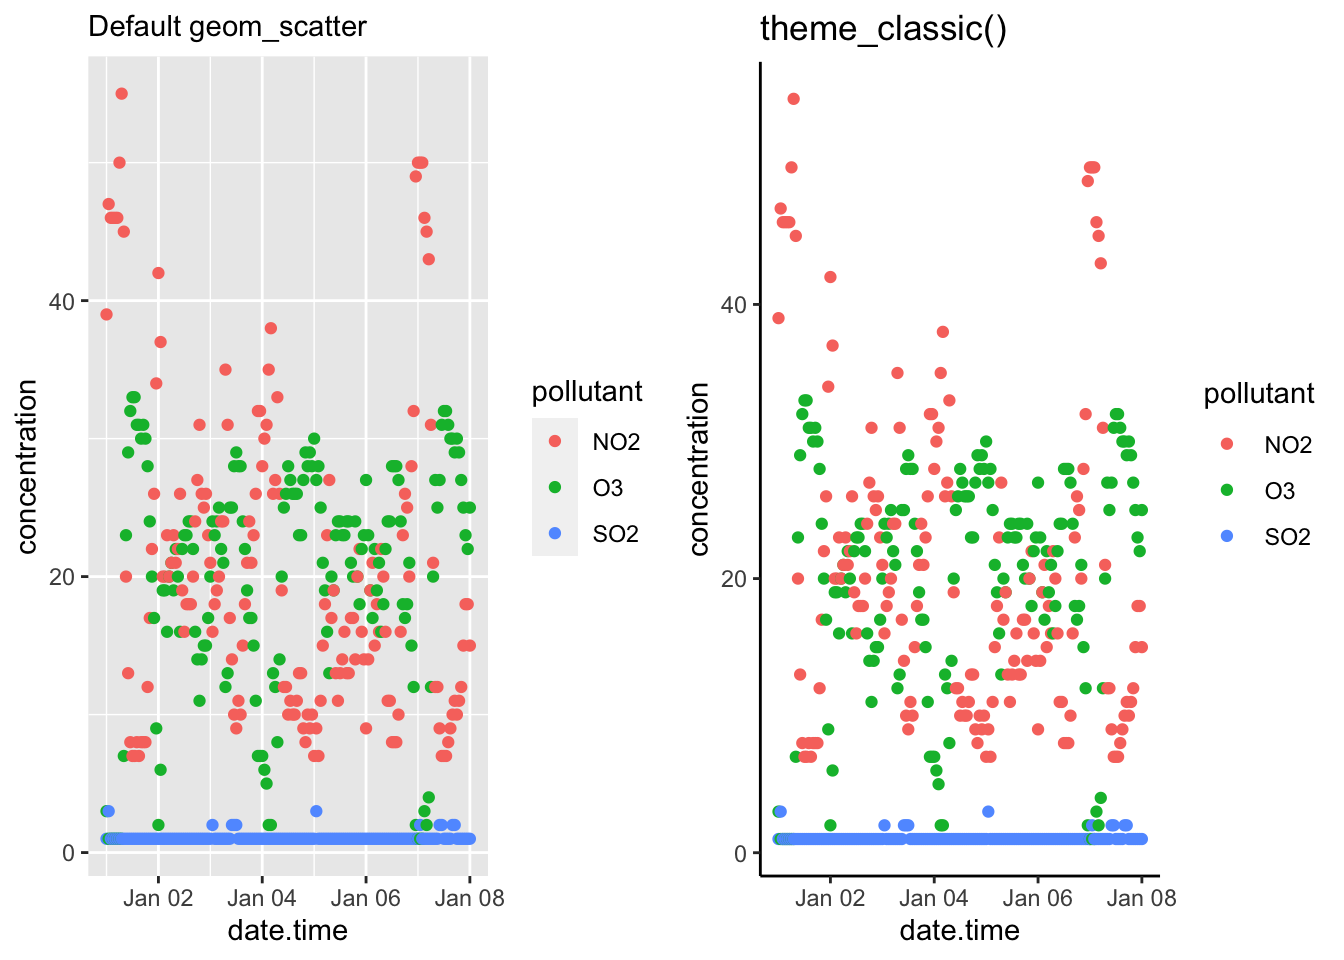 Default geom_scatter
concentration
40
20
0
Jan 02
Jan 04
Jan 06
Jan 08
date.time
pollutant
NO2
O3
SO2
theme_classic()
concentration
40
20
0
Jan 02
Jan 04
Jan 06
Jan 08
date.time
pollutant
NO2
O3
SO2